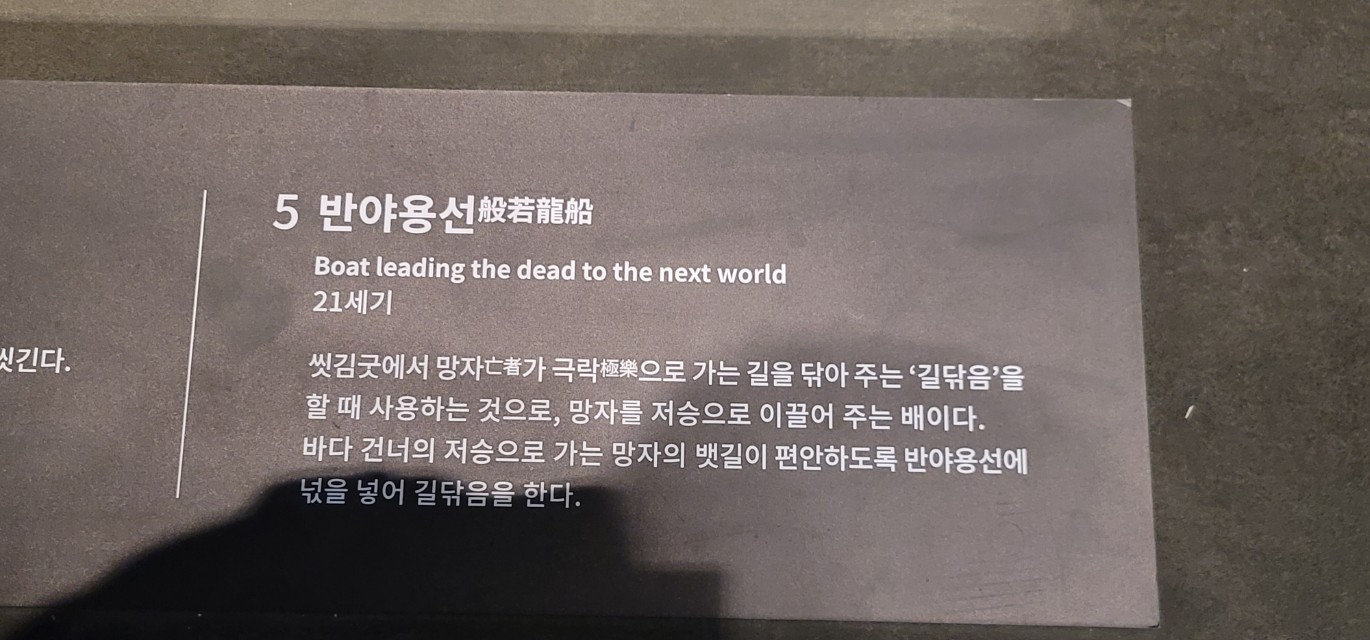 씻긴다.
5 반야용선般若龍船
Boat leading the dead to the next world
21세기
씻김굿에서 망자亡者가 극락極樂으로 가는 길을 닦아 주는 ‘길닦음’을
할 때 사용하는 것으로, 망자를 저승으로 이끌어 주는 배이다.
바다 건너의 저승으로 가는 망자의 뱃길이 편안하도록 반야용선에
넋을 넣어 길닦음을 한다.